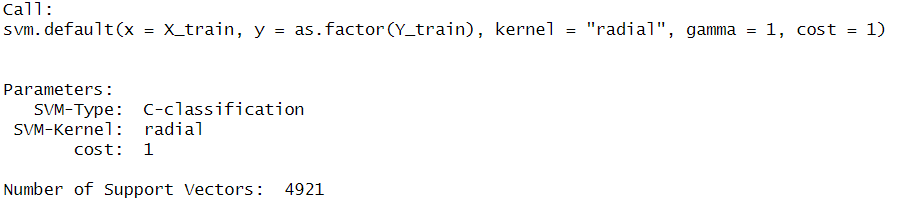 Call:
svm.default(x = X_train, y = as.factor(Y_train), kernel = "radial", gamma = 1, cost = 1)
Parameters:
SVM-Type: C-classification
SVM-Kernel: radial
cost: 1
Number of Support Vectors: 4921